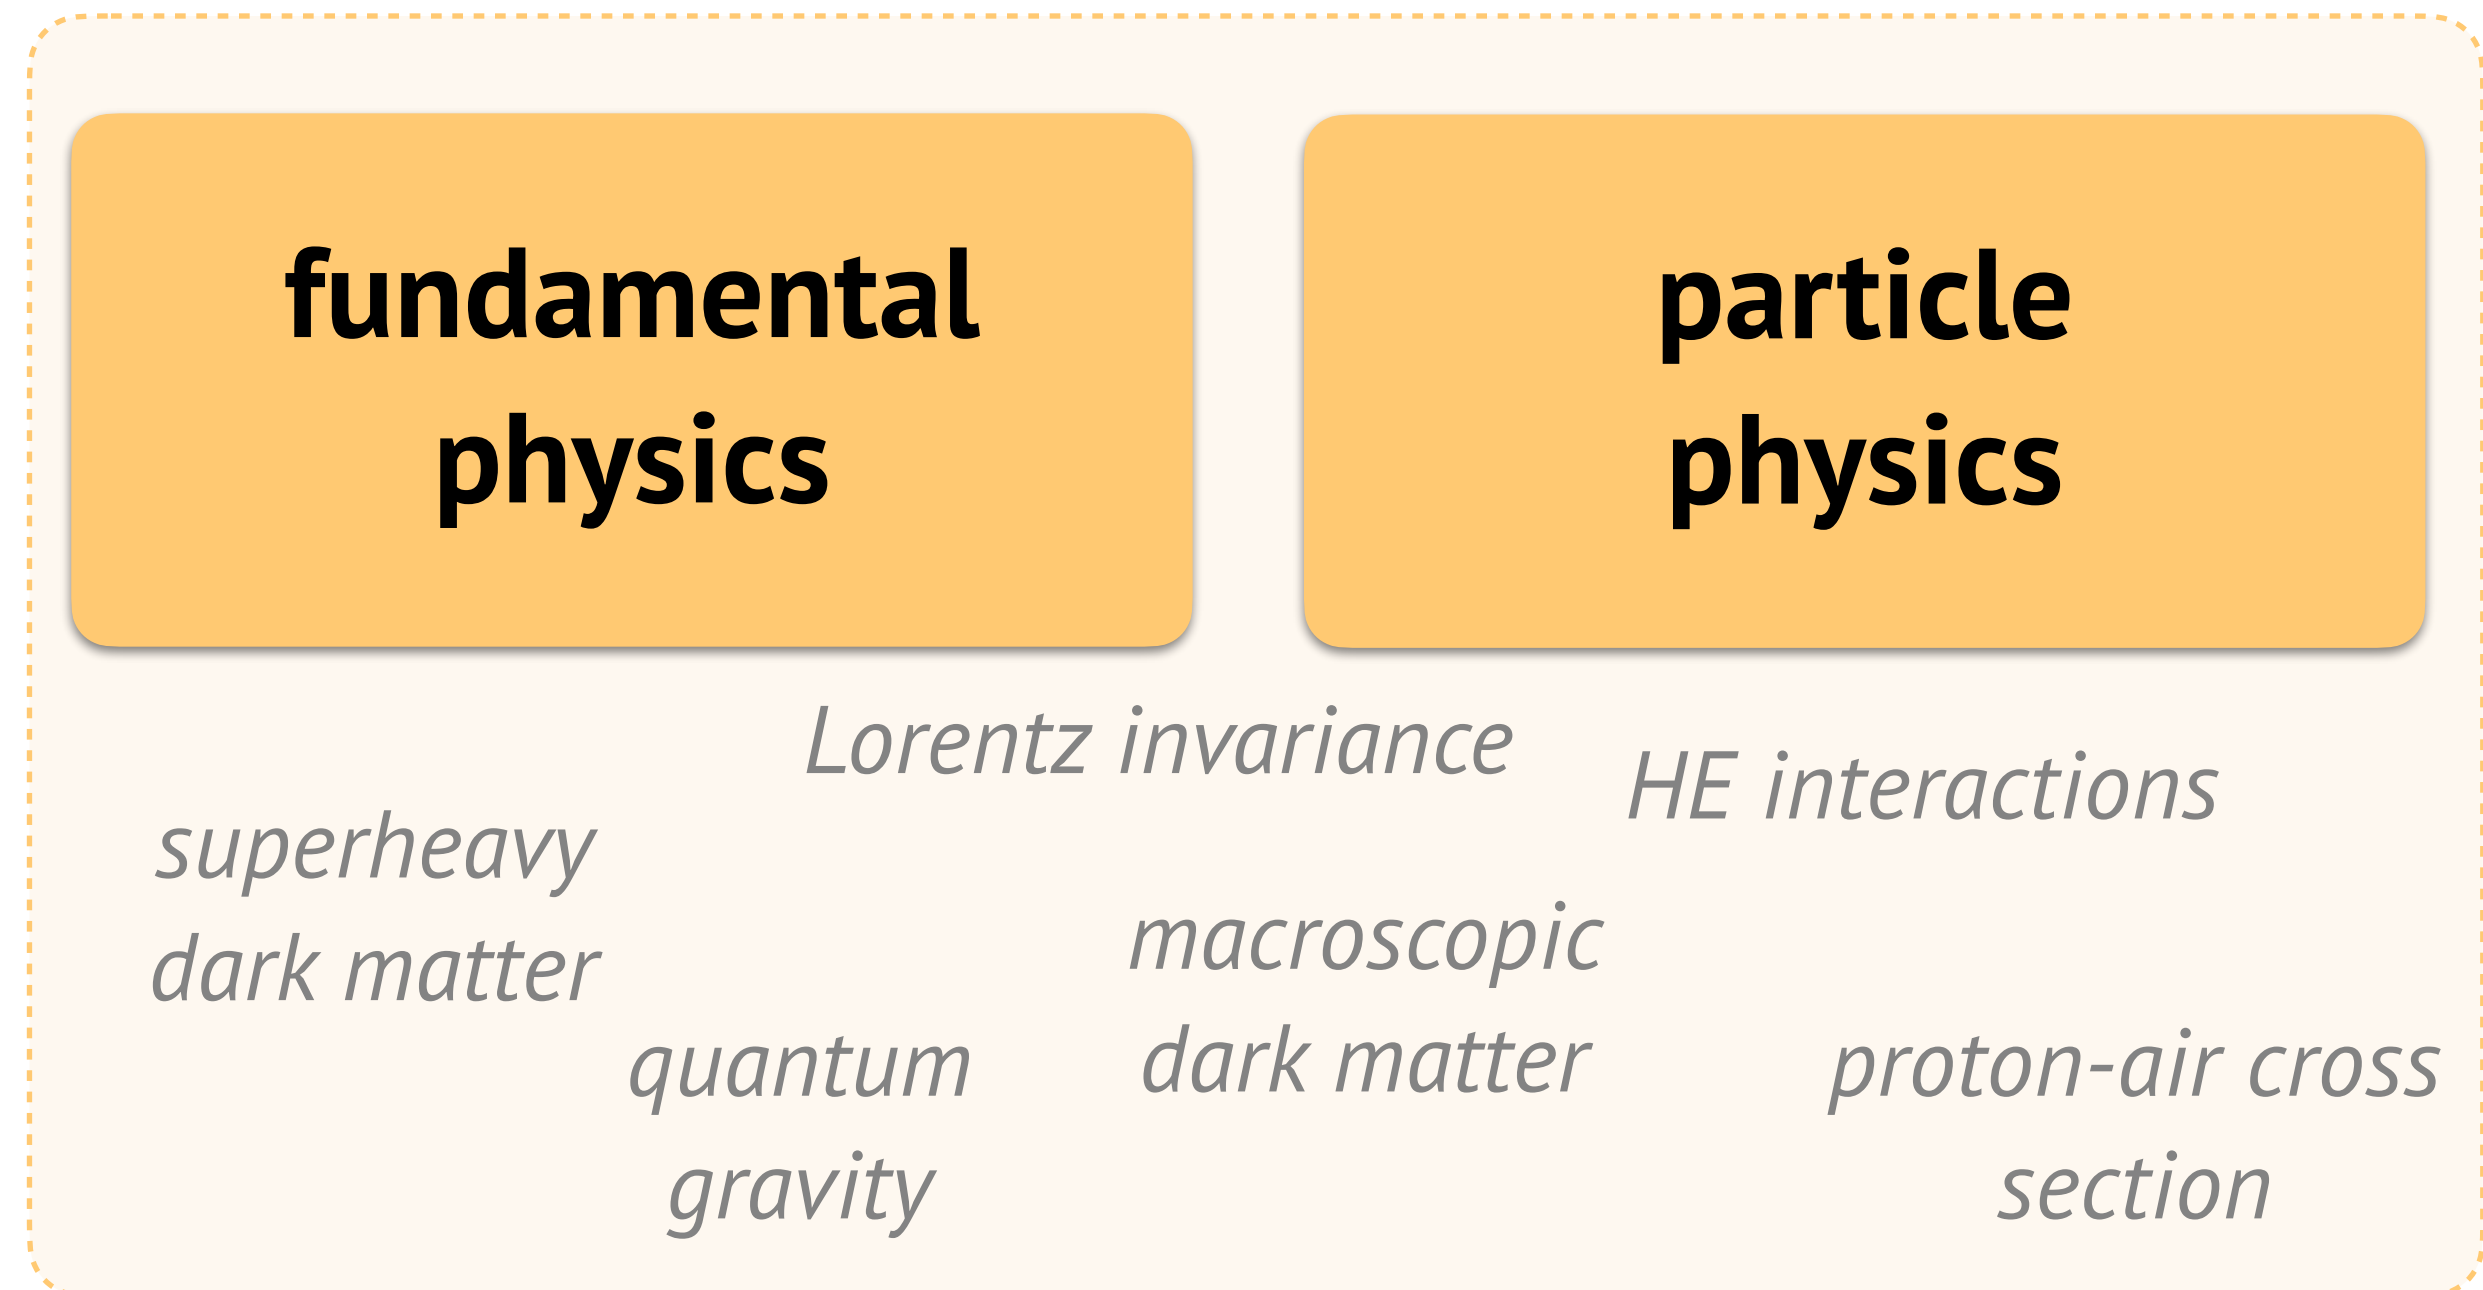 fundamental
physics
particle
physics
Lorentz invariance
HE interactions
superheavy
dark matter
macroscopic
dark matter
quantum
gravity
proton-air cross
section